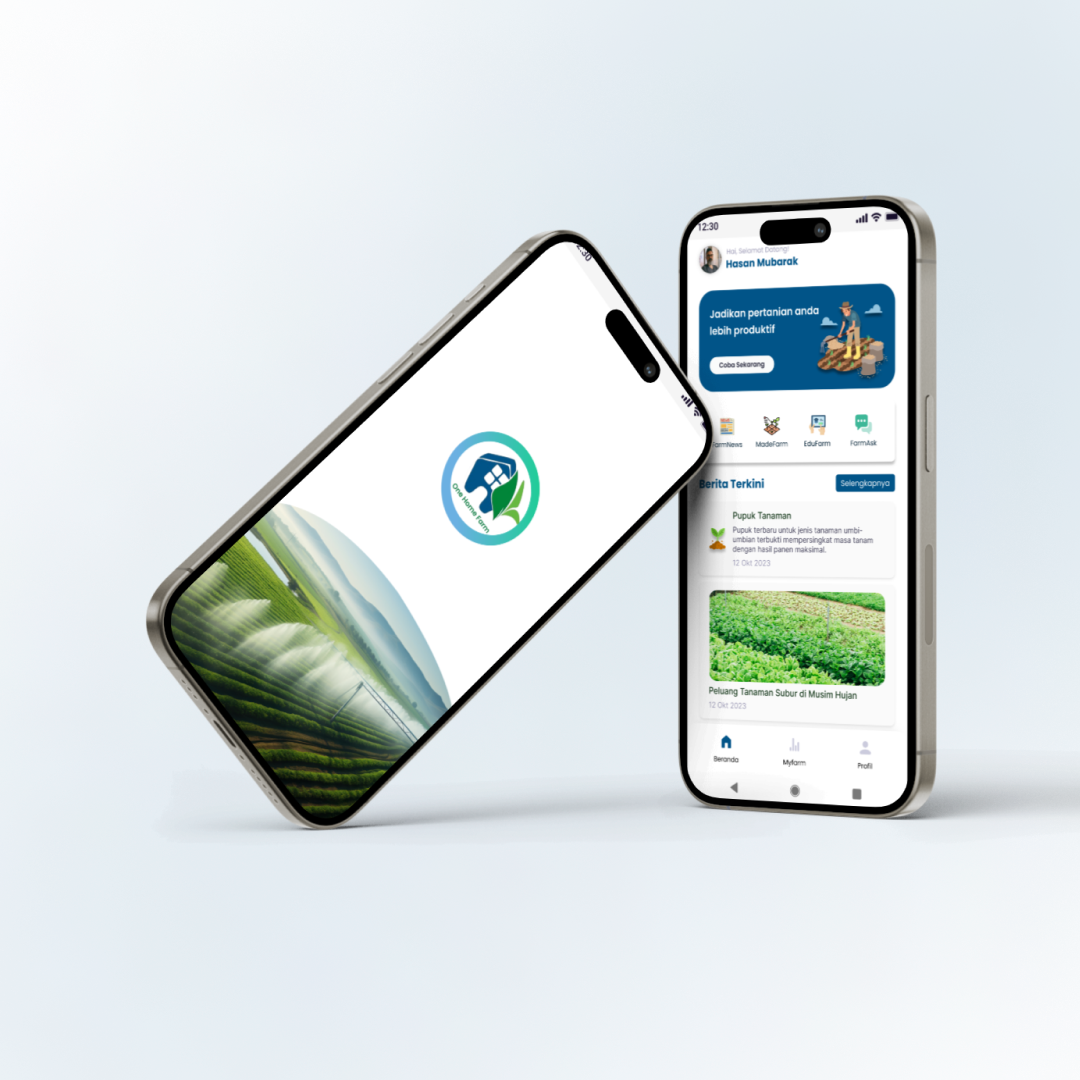 2:30
One Home Farm
12:30
Hai, Selamat Datang!
Hasan Mubarak
Jadikan pertanian anda
lebih produktif
Coba Sekarang
FarmNews
MadeFarm
EduFarm
FarmAsk
Berita Terkini
Selengkapnya
Pupuk Tanaman
Pupuk terbaru untuk jenis tanaman umbi-
umbian terbukti mempersingkat masa tanam
dengan hasil panen maksimal.
12 Okt 2023
Peluang Tanaman Subur di Musim Hujan
12 Okt 2023
Beranda
Myfarm
Profil